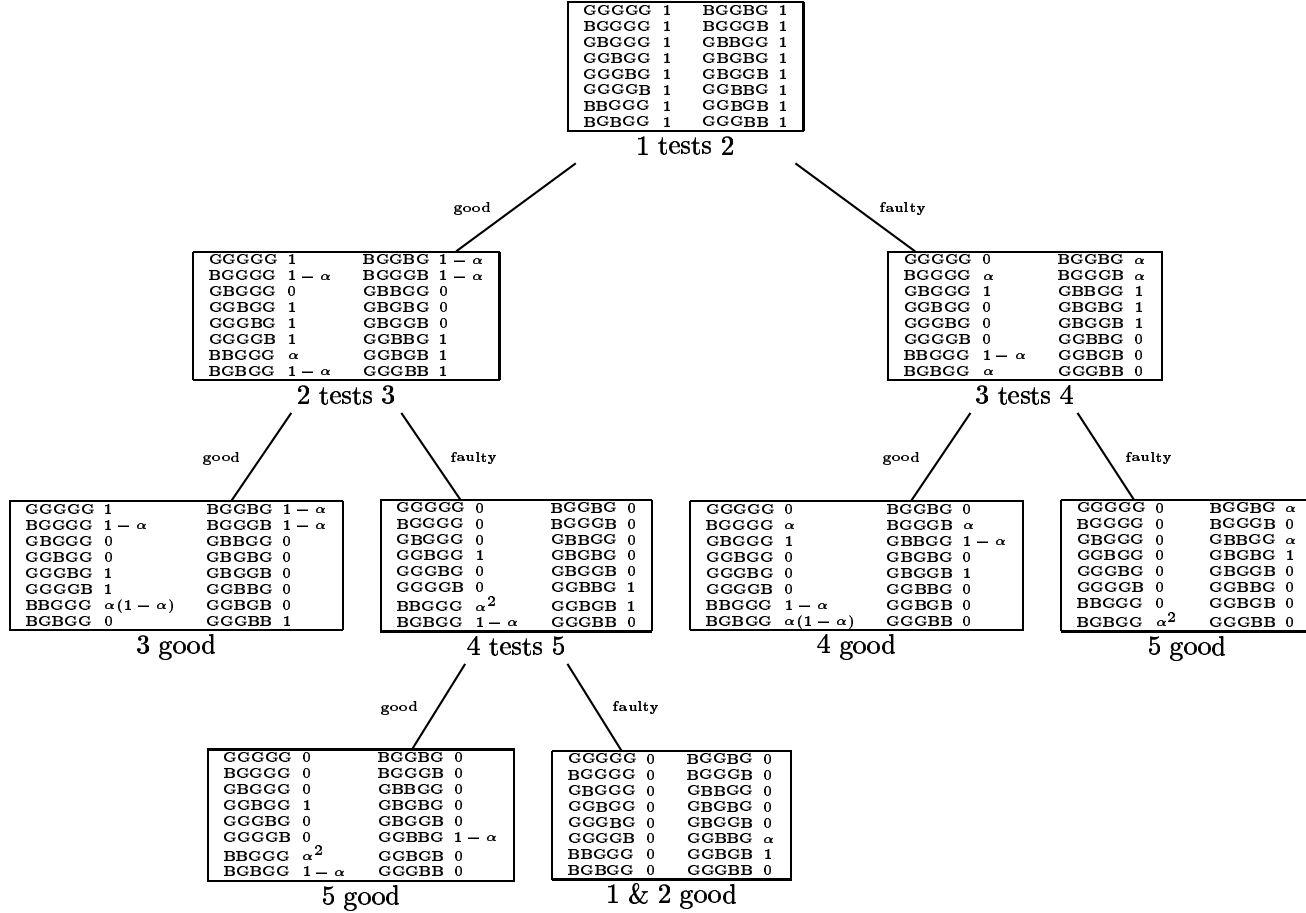 GGGGG 1 BGGBG 1
BGGGG 1 BGGGB 1
GBGGG 1 GBBGG 1
GGBGG 1 GBGBG 1
GGGBG 1 GBGGB 1
GGGGB 1 GGBBG 1
BBGGG 1 GGBGB 1
BGBGG 1 GGGBB 1
1 tests 2
good
faulty
GGGGG 1 BGGBG 1 − α
BGGGG 1 − α BGGGB 1 − α
GBGGG 0 GBBGG 0
GGBGG 1 GBGBG 0
GGGBG 1 GBGGB 0
GGGGB 1 GGBBG 1
BBGGG α GGBGB 1
BGBGG 1 − α GGGBB 1
2 tests 3
GGGGG 0 BGGBG α
BGGGG α BGGGB α
GBGGG 1 GBBGG 1
GGBGG 0 GBGBG 1
GGGBG 0 GBGGB 1
GGGGB 0 GGBBG 0
BBGGG 1 − α GGBGB 0
BGBGG α GGGBB 0
3 tests 4
good
faulty
good
faulty
GGGGG 1 BGGBG 1 − α
BGGGG 1 − α BGGGB 1 − α
GBGGG 0 GBBGG 0
GGBGG 0 GBGBG 0
GGGBG 1 GBGGB 0
GGGGB 1 GGBBG 0
BBGGG α(1 − α) GGBGB 0
BGBGG 0 GGGBB 1
3 good
GGGGG 0 BGGBG 0
BGGGG 0 BGGGB 0
GBGGG 0 GBBGG 0
GGBGG 1 GBGBG 0
GGGBG 0 GBGGB 0
GGGGB 0 GGBBG 1
BBGGG α² GGBGB 1
BGBGG 1 − α GGGBB 0
4 tests 5
GGGGG 0 BGGBG 0
BGGGG α BGGGB α
GBGGG 1 GBBGG 1 − α
GGBGG 0 GBGBG 0
GGGBG 0 GBGGB 1
GGGGB 0 GGBBG 0
BBGGG 1 − α GGBGB 0
BGBGG α(1 − α) GGGBB 0
4 good
GGGGG 0 BGGBG α
BGGGG 0 BGGGB 0
GBGGG 0 GBBGG α
GGBGG 0 GBGBG 1
GGGBG 0 GBGGB 0
GGGGB 0 GGBBG 0
BBGGG 0 GGBGB 0
BGBGG α² GGGBB 0
5 good
good
faulty
GGGGG 0 BGGBG 0
BGGGG 0 BGGGB 0
GBGGG 0 GBBGG 0
GGBGG 1 GBGBG 0
GGGBG 0 GBGGB 0
GGGGB 0 GGBBG 1 − α
BBGGG α² GGBGB 0
BGBGG 1 − α GGGBB 0
5 good
GGGGG 0 BGGBG 0
BGGGG 0 BGGGB 0
GBGGG 0 GBBGG 0
GGBGG 0 GBGBG 0
GGGBG 0 GBGGB 0
GGGGB 0 GGBBG α
BBGGG 0 GGBGB 1
BGBGG 0 GGGBB 0
1 & 2 good